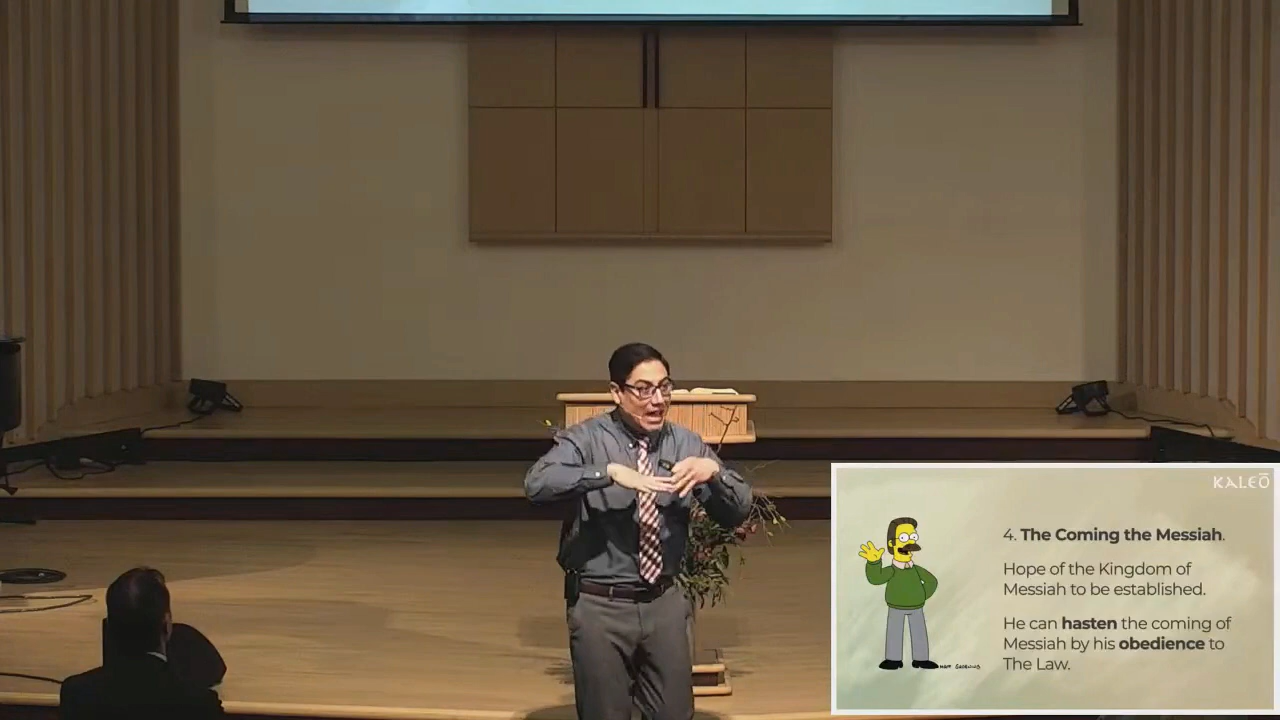 KALEŌ
4. The Coming the Messiah.
Hope of the Kingdom of
Messiah to be established.
He can hasten the coming of
Messiah by his obedience to
The Law.